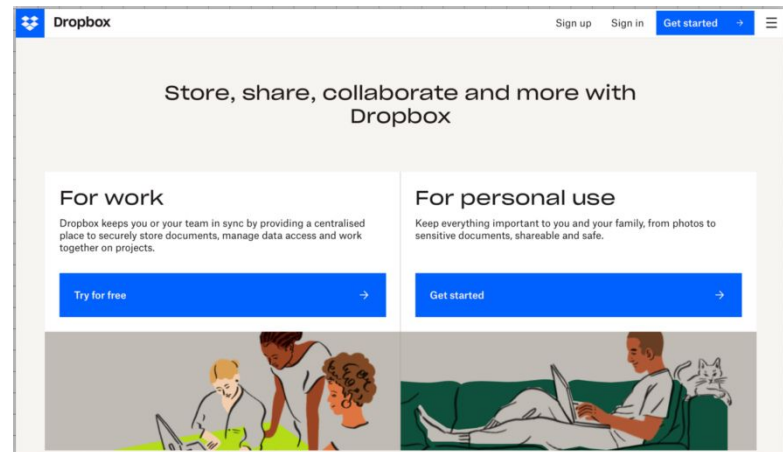 Dropbox
Sign up Sign in Get started →
Store, share, collaborate and more with
Dropbox
For work
Dropbox keeps you or your team in sync by providing a centralised
place to securely store documents, manage data access and work
together on projects.
Try for free →
For personal use
Keep everything important to you and your family, from photos to
sensitive documents, shareable and safe.
Get started →